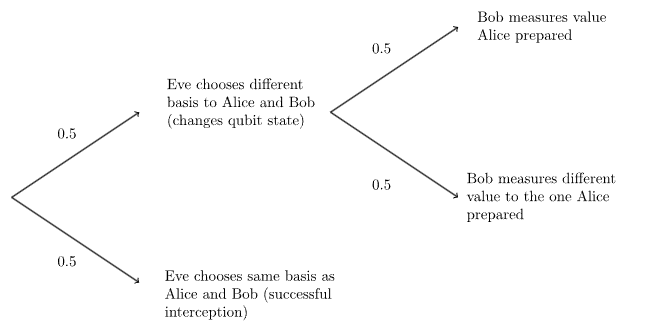 Bob measures value
Alice prepared
0.5
Eve chooses different
basis to Alice and Bob
(changes qubit state)
0.5
0.5
Bob measures different
value to the one Alice
prepared
0.5
Eve chooses same basis as
Alice and Bob (successful
interception)